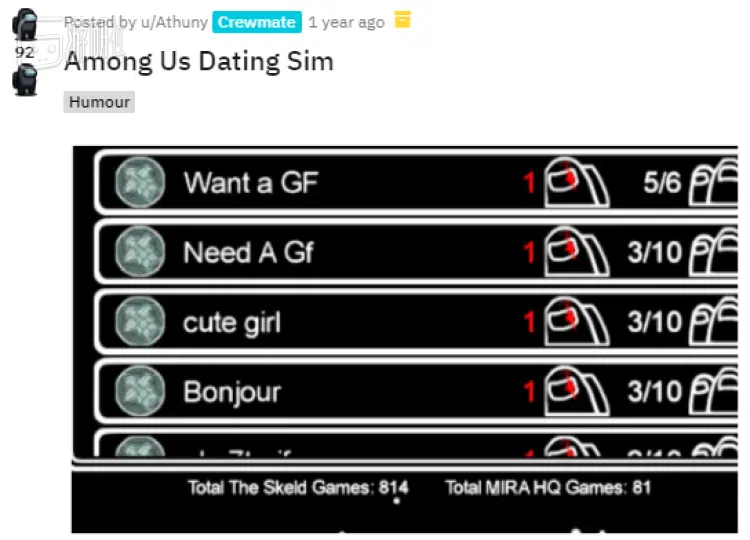 Posted by u/Athuny Crewmate 1 year ago
92
Among Us Dating Sim
Humour
Want a GF 1 5/6
Need A Gf 1 3/10
cute girl 1 3/10
Bonjour 1 3/10
Total The Skeld Games: 814 Total MIRA HQ Games: 81